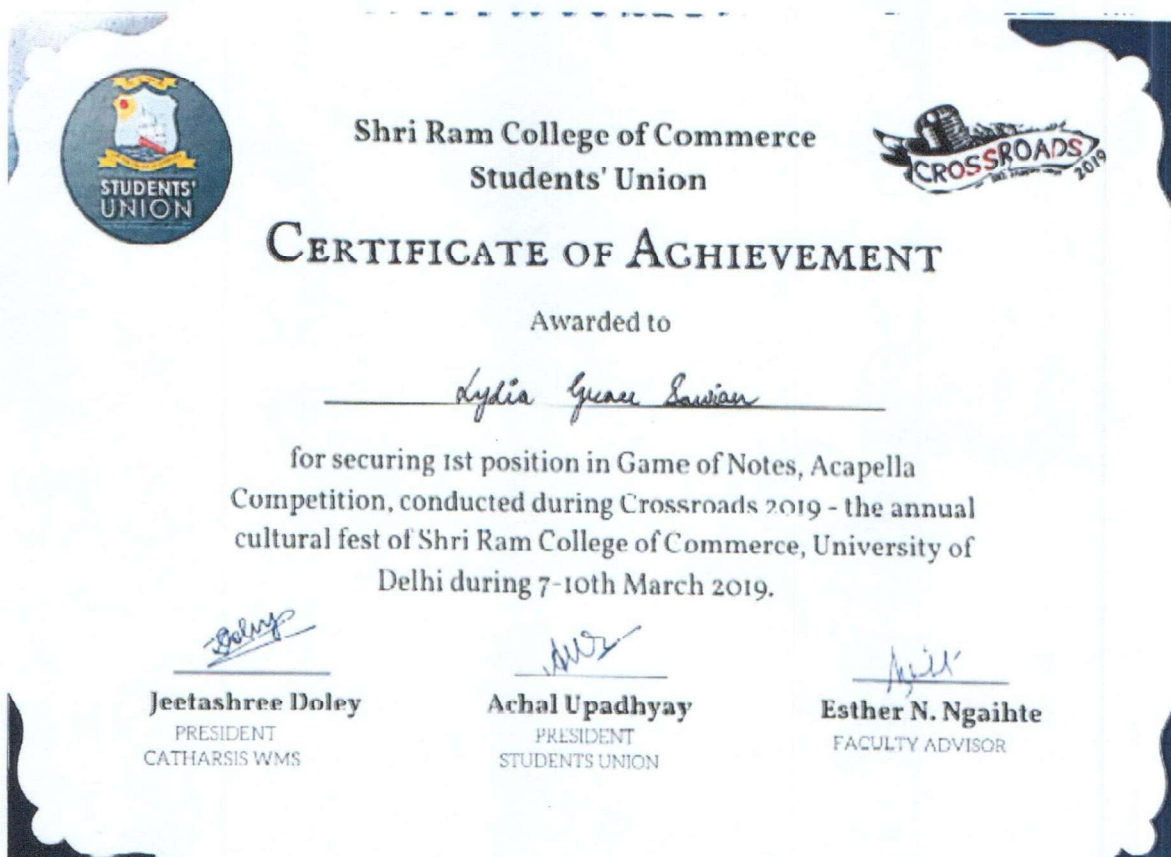 STUDENTS'
UNION
Shri Ram College of Commerce
Students' Union
CROSSROADS
2019
CERTIFICATE OF ACHIEVEMENT
Awarded to
Lydia Grace Sawian
for securing 1st position in Game of Notes, Acapella
Competition, conducted during Crossroads 2019 - the annual
cultural fest of Shri Ram College of Commerce, University of
Delhi during 7-10th March 2019.
Jeetashree Doley
PRESIDENT
CATHARSIS WMS
Achal Upadhyay
PRESIDENT
STUDENTS UNION
Esther N. Ngaihte
FACULTY ADVISOR